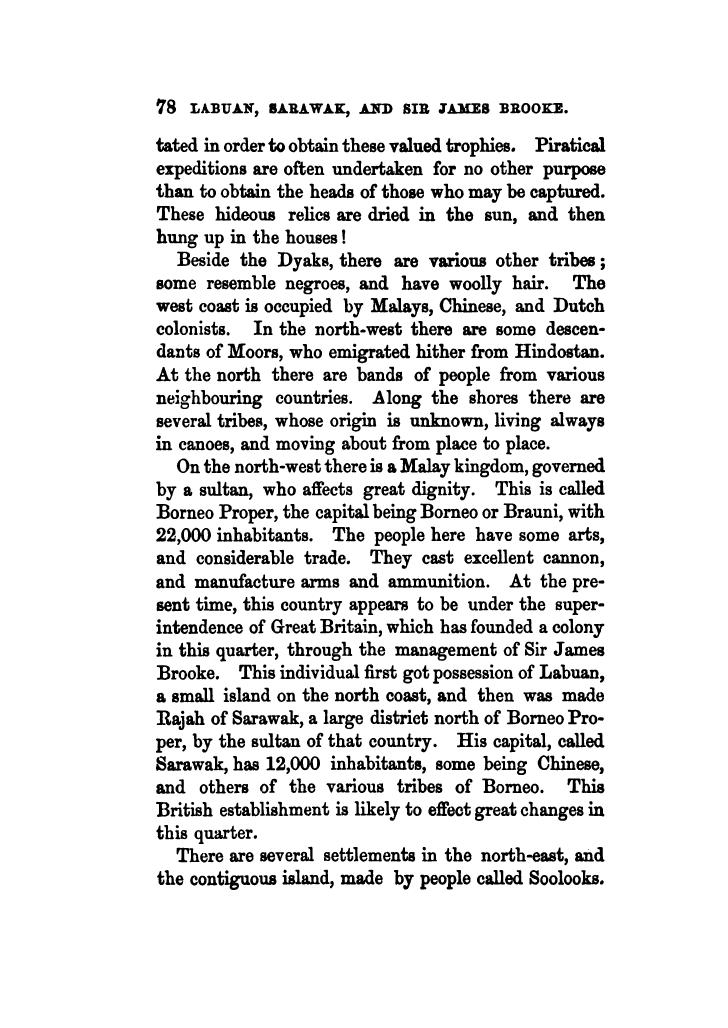 78 LABUAN, SARAWAK, AND SIR JAMES BROOKE.
tated in order to obtain these valued trophies. Piratical
expeditions are often undertaken for no other purpose
than to obtain the heads of those who may be captured.
These hideous relics are dried in the sun, and then
hung up in the houses!
Beside the Dyaks, there are various other tribes;
some resemble negroes, and have woolly hair. The
west coast is occupied by Malays, Chinese, and Dutch
colonists. In the north-west there are some descen-
dants of Moors, who emigrated hither from Hindostan.
At the north there are bands of people from various
neighbouring countries. Along the shores there are
several tribes, whose origin is unknown, living always
in canoes, and moving about from place to place.
On the north-west there is a Malay kingdom, governed
by a sultan, who affects great dignity. This is called
Borneo Proper, the capital being Borneo or Brauni, with
22,000 inhabitants. The people here have some arts,
and considerable trade. They cast excellent cannon,
and manufacture arms and ammunition. At the pre-
sent time, this country appears to be under the super-
intendence of Great Britain, which has founded a colony
in this quarter, through the management of Sir James
Brooke. This individual first got possession of Labuan,
a small island on the north coast, and then was made
Rajah of Sarawak, a large district north of Borneo Pro-
per, by the sultan of that country. His capital, called
Sarawak, has 12,000 inhabitants, some being Chinese,
and others of the various tribes of Borneo. This
British establishment is likely to effect great changes in
this quarter.
There are several settlements in the north-east, and
the contiguous island, made by people called Soolooks.